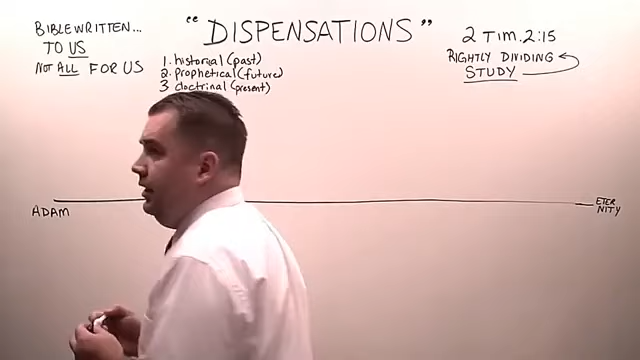 BIBLE WRITTEN...
TO US
NOT ALL FOR US
"DISPENSATIONS"
1. historical (past)
2. Prophetical (future)
3 doctrinal (present)
2 TIM. 2:15
RIGHTLY DIVIDING
STUDY
ADAM
ETER
NITY